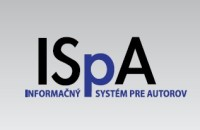 ISpA
INFORMAČNÝ SYSTÉM PRE AUTOROV